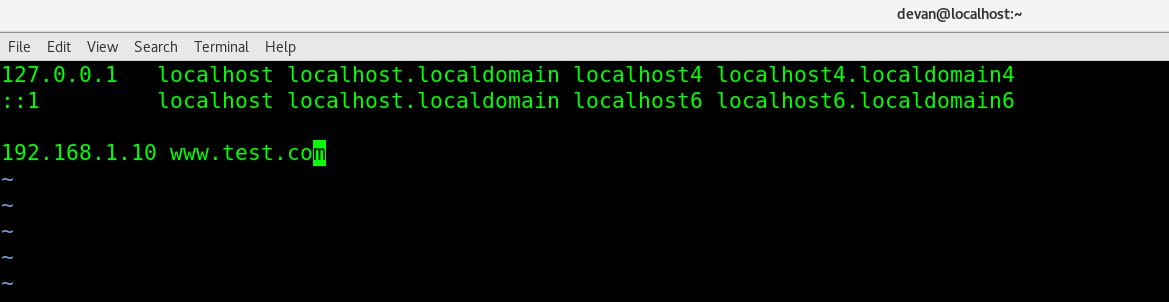 devan@localhost:~
File Edit View Search Terminal Help
127.0.0.1   localhost localhost.localdomain localhost4 localhost4.localdomain4
::1         localhost localhost.localdomain localhost6 localhost6.localdomain6
192.168.1.10 www.test.com
~
~
~
~
~